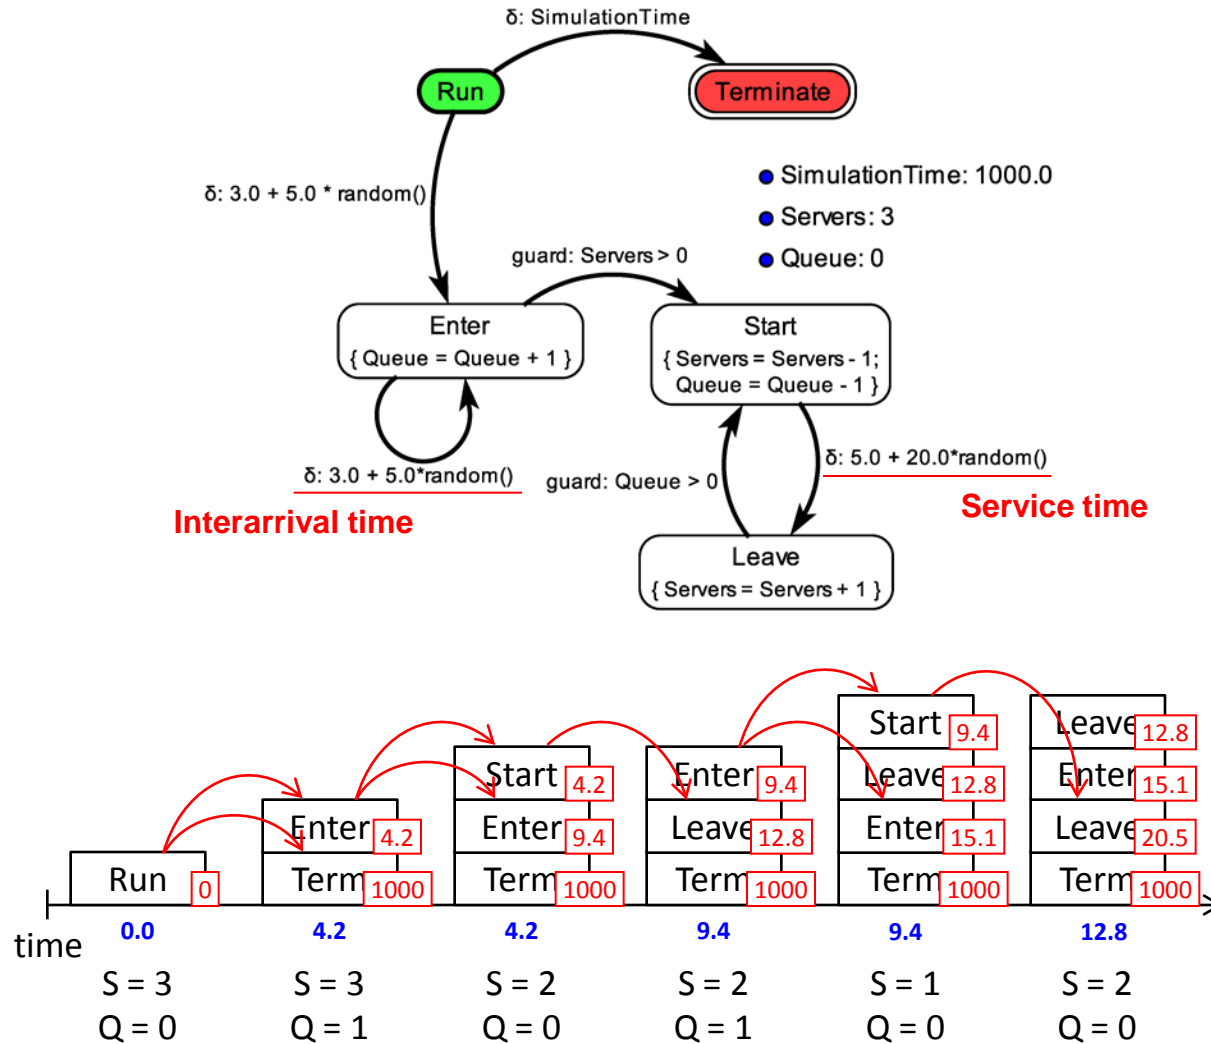 δ: SimulationTime
Run
Terminate
δ: 3.0 + 5.0 * random()
SimulationTime: 1000.0
Servers: 3
Queue: 0
guard: Servers > 0
Enter
{ Queue = Queue + 1 }
Start
{ Servers = Servers - 1;
Queue = Queue - 1 }
δ: 3.0 + 5.0*random()
guard: Queue > 0
δ: 5.0 + 20.0*random()
Interarrival time
Service time
Leave
{ Servers = Servers + 1 }
Start 9.4 Leave 12.8
Start 4.2 Enter 9.4 Leave 12.8 Enter 15.1
Enter 4.2 Enter 9.4 Leave 12.8 Enter 15.1 Leave 20.5
Run 0 Term 1000 Term 1000 Term 1000 Term 1000 Term 1000
time 0.0 4.2 4.2 9.4 9.4 12.8
S = 3 S = 3 S = 2 S = 2 S = 1 S = 2
Q = 0 Q = 1 Q = 0 Q = 1 Q = 0 Q = 0